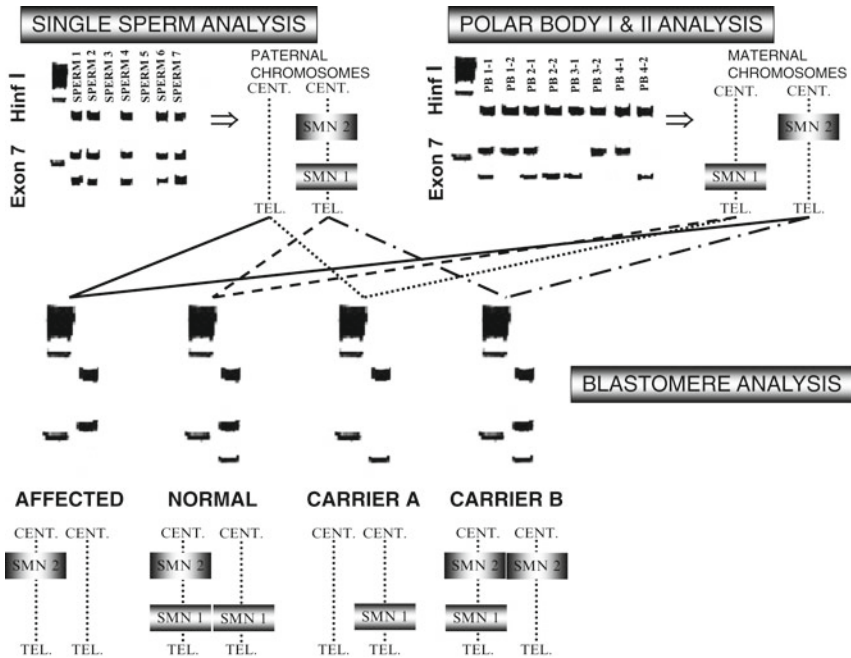 SINGLE SPERM ANALYSIS
POLAR BODY I & II ANALYSIS
Hinf I
Exon 7
SPERM 1
SPERM 2
SPERM 3
SPERM 4
SPERM 5
SPERM 6
SPERM 7
PATERNAL
CHROMOSOMES
CENT. CENT.
SMN 2
SMN 1
TEL. TEL.
Hinf I
Exon 7
PB 1-1
PB 1-2
PB 2-1
PB 2-2
PB 3-1
PB 3-2
PB 4-1
PB 4-2
MATERNAL
CHROMOSOMES
CENT. CENT.
SMN 2
SMN 1
TEL. TEL.
BLASTOMERE ANALYSIS
AFFECTED NORMAL CARRIER A CARRIER B
CENT. CENT. CENT. CENT. CENT. CENT. CENT. CENT.
SMN 2 SMN 2 SMN 2 SMN 2
SMN 1 SMN 1 SMN 1 SMN 1
TEL. TEL. TEL. TEL. TEL. TEL. TEL. TEL.